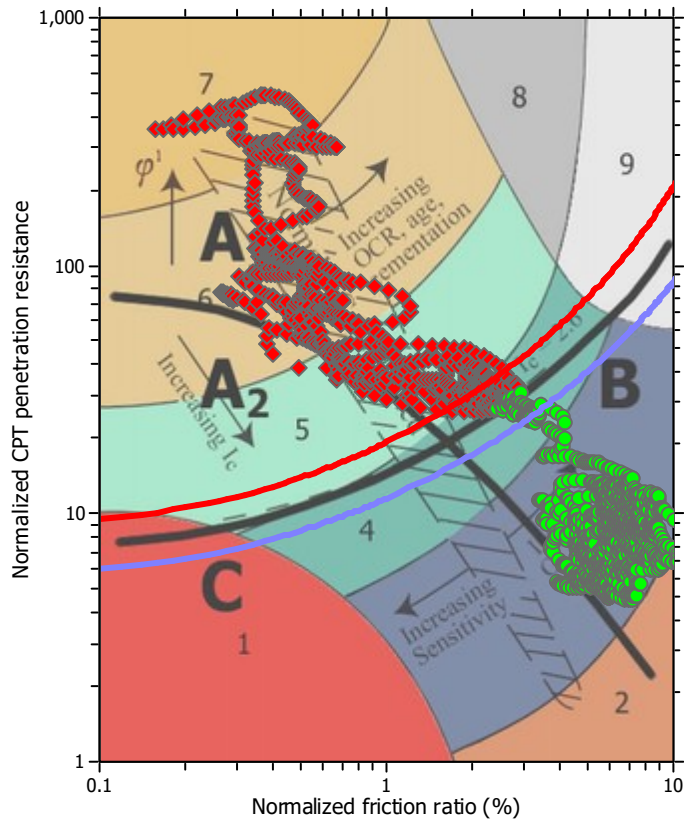 1,000
100
10
1
Normalized CPT penetration resistance
0.1
1
10
Normalized friction ratio (%)
7
8
9
φ¹
A
6
Increasing
OCR, age,
A₂
Increasing I꜀
5
B
4
C
1
Increasing
Sensitivity
2